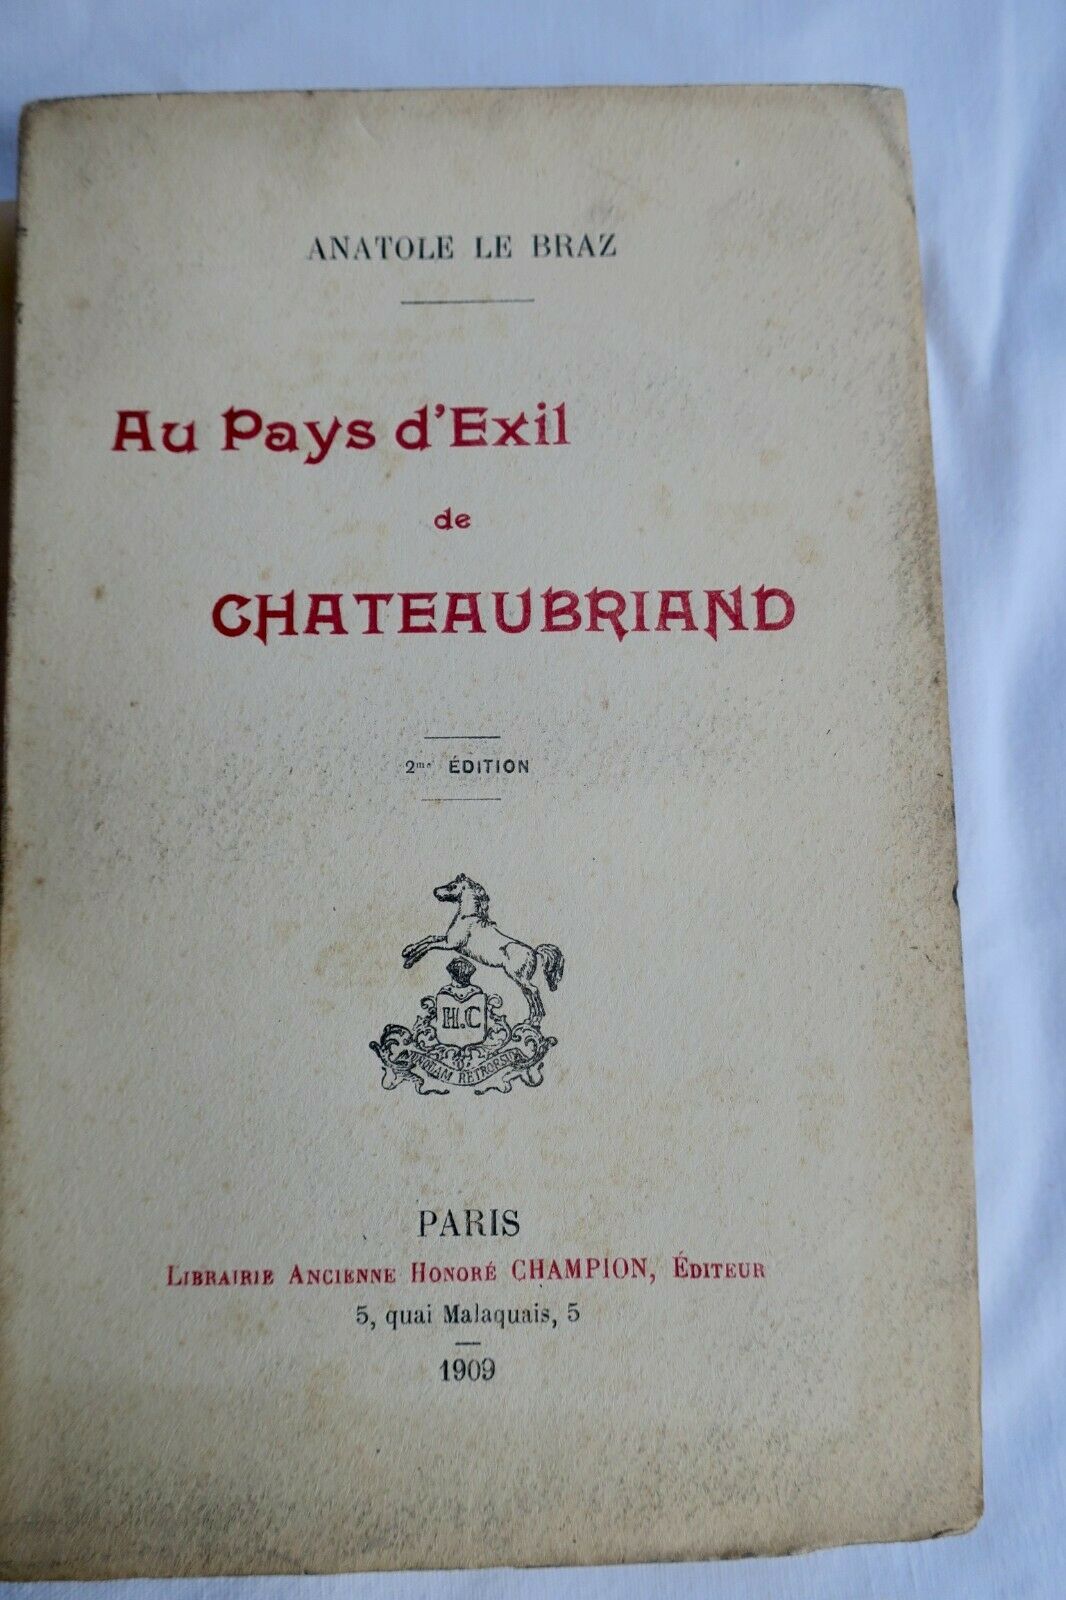 ANATOLE LE BRAZ
Au Pays d'Exil
de
CHATEAUBRIAND
2me ÉDITION
H.C
RETRORSUM
PARIS
LIBRAIRIE ANCIENNE HONORÉ CHAMPION, ÉDITEUR
5, quai Malaquais, 5
1909